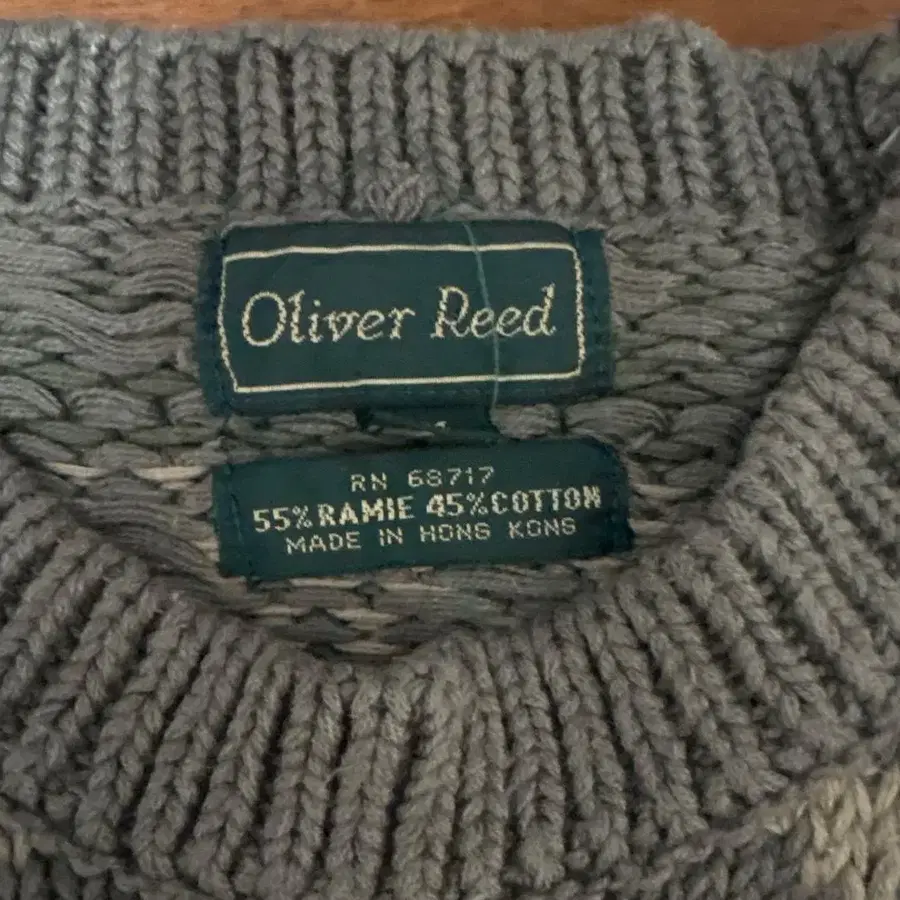 Oliver Reed
RN 68717
55% RAMIE 45% COTTON
MADE IN HONG KONG